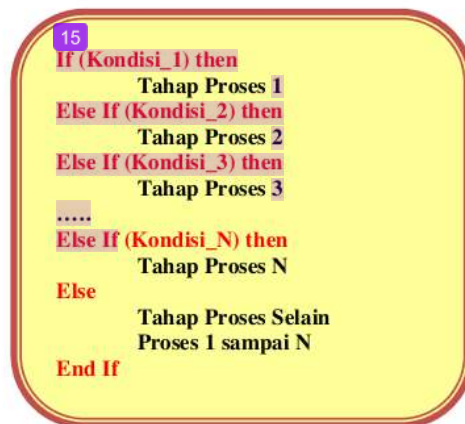 15
If (Kondisi_1) then
Tahap Proses 1
Else If (Kondisi_2) then
Tahap Proses 2
Else If (Kondisi_3) then
Tahap Proses 3
.....
Else If (Kondisi_N) then
Tahap Proses N
Else
Tahap Proses Selain
Proses 1 sampai N
End If